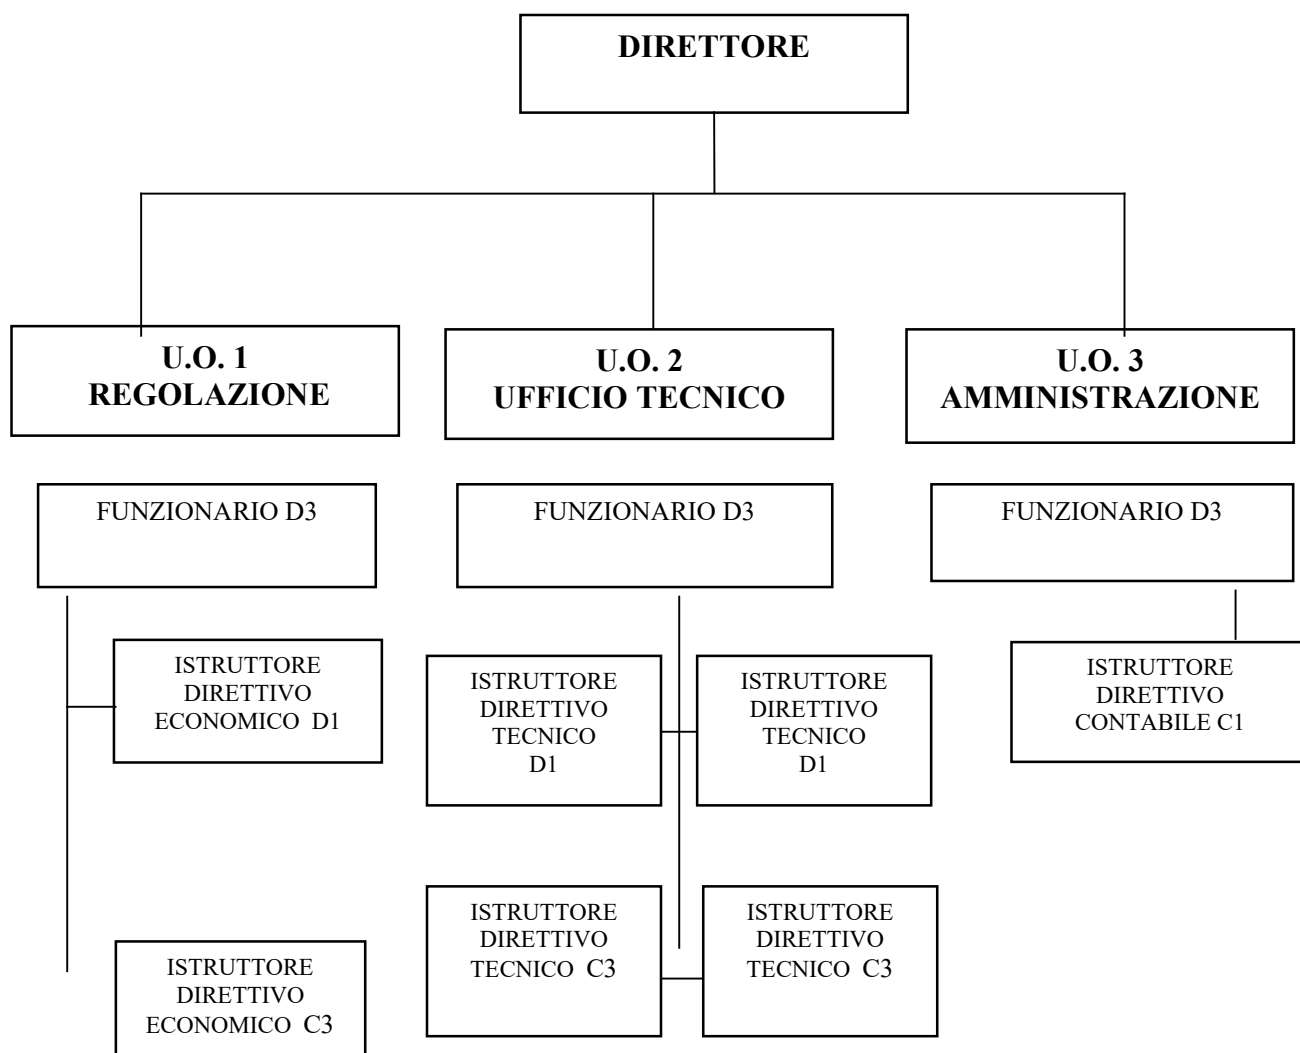 DIRETTORE
U.O. 1
REGOLAZIONE
U.O. 2
UFFICIO TECNICO
U.O. 3
AMMINISTRAZIONE
FUNZIONARIO D3
FUNZIONARIO D3
FUNZIONARIO D3
ISTRUTTORE
DIRETTIVO
ECONOMICO D1
ISTRUTTORE
DIRETTIVO
TECNICO
D1
ISTRUTTORE
DIRETTIVO
TECNICO
D1
ISTRUTTORE
DIRETTIVO
CONTABILE C1
ISTRUTTORE
DIRETTIVO
ECONOMICO C3
ISTRUTTORE
DIRETTIVO
TECNICO C3
ISTRUTTORE
DIRETTIVO
TECNICO C3